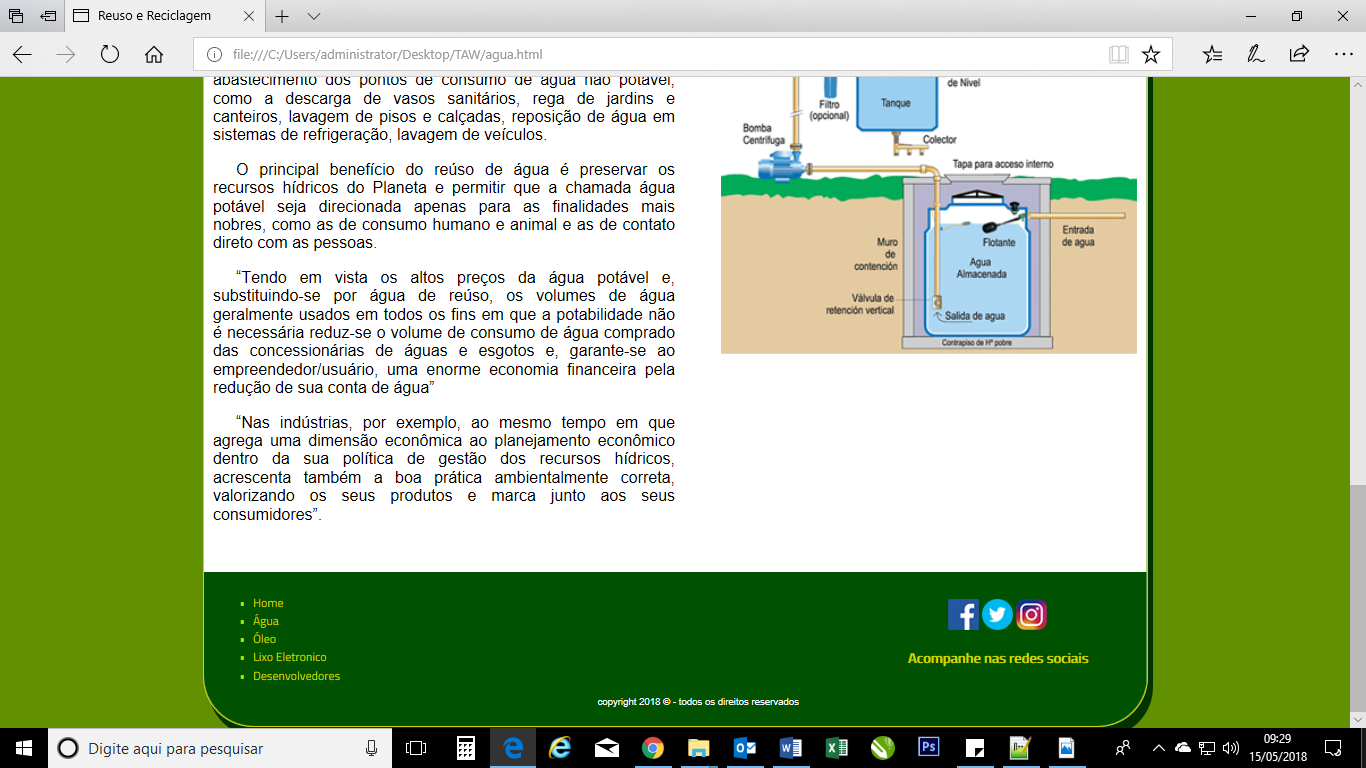 Reuso e Reciclagem
file:///C:/Users/administrator/Desktop/TAW/agua.html
abastecimento dos pontos de consumo de água não potável,
como a descarga de vasos sanitários, rega de jardins e
canteiros, lavagem de pisos e calçadas, reposição de água em
sistemas de refrigeração, lavagem de veículos.
O principal benefício do reúso de água é preservar os
recursos hídricos do Planeta e permitir que a chamada água
potável seja direcionada apenas para as finalidades mais
nobres, como as de consumo humano e animal e as de contato
direto com as pessoas.
“Tendo em vista os altos preços da água potável e,
substituindo-se por água de reúso, os volumes de água
geralmente usados em todos os fins em que a potabilidade não
é necessária reduz-se o volume de consumo de água comprado
das concessionárias de águas e esgotos e, garante-se ao
empreendedor/usuário, uma enorme economia financeira pela
redução de sua conta de água”
“Nas indústrias, por exemplo, ao mesmo tempo em que
agrega uma dimensão econômica ao planejamento econômico
dentro da sua política de gestão dos recursos hídricos,
acrescenta também a boa prática ambientalmente correta,
valorizando os seus produtos e marca junto aos seus
consumidores”.
de Nivel
Filtro
(opcional)
Tanque
Bomba
Centrífuga
Colector
Tapa para acceso interno
Muro
de
contención
Flotante
Entrada
de agua
Agua
Almacenada
Válvula de
retención vertical
Salida de agua
Contrapiso de Hº pobre
Home
Água
Óleo
Lixo Eletronico
Desenvolvedores
Acompanhe nas redes sociais
copyright 2018 © - todos os direitos reservados
Digite aqui para pesquisar
09:29
15/05/2018